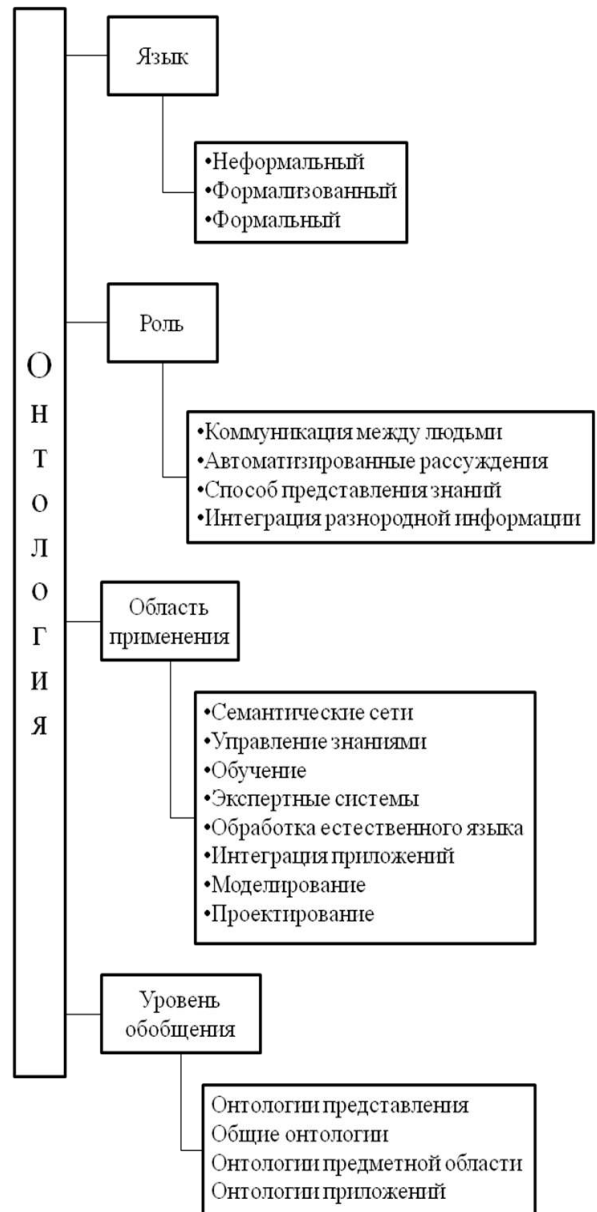 Онтология
Язык
•Неформальный
•Формализованный
•Формальный
Роль
•Коммуникация между людьми
•Автоматизированные рассуждения
•Способ представления знаний
•Интеграция разнородной информации
Область
применения
•Семантические сети
•Управление знаниями
•Обучение
•Экспертные системы
•Обработка естественного языка
•Интеграция приложений
•Моделирование
•Проектирование
Уровень
обобщения
Онтологии представления
Общие онтологии
Онтологии предметной области
Онтологии приложений